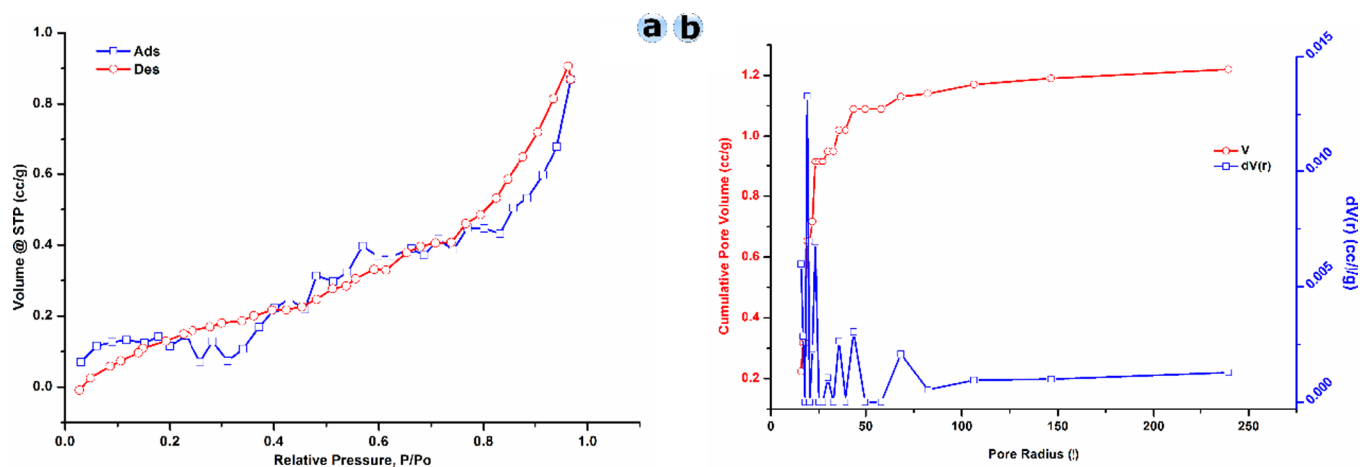 a b
Ads
Des
Volume @ STP (cc/g)
1.0
0.8
0.6
0.4
0.2
0.0
0.0 0.2 0.4 0.6 0.8 1.0
Relative Pressure, P/Po
Cumulative Pore Volume (cc/g)
1.2
1.0
0.8
0.6
0.4
0.2
V
dV(r)
0 50 100 150 200 250
Pore Radius (!)
0.015
0.010
0.005
0.000
dV(r) (cc/!/g)